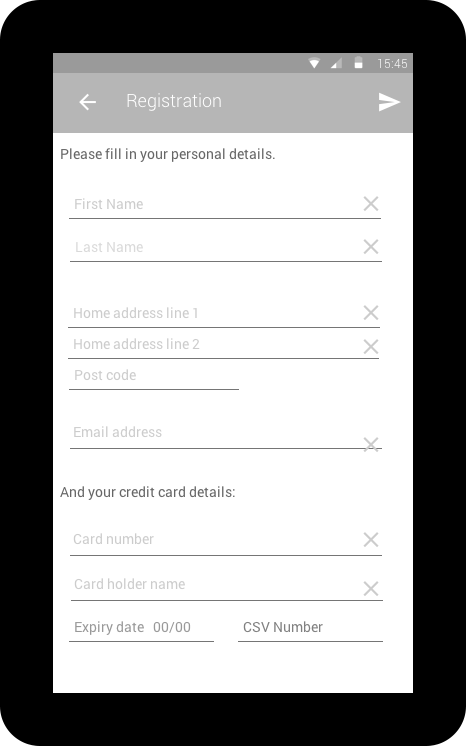 15:45
Registration
Please fill in your personal details.
First Name
Last Name
Home address line 1
Home address line 2
Post code
Email address
And your credit card details:
Card number
Card holder name
Expiry date 00/00 CSV Number